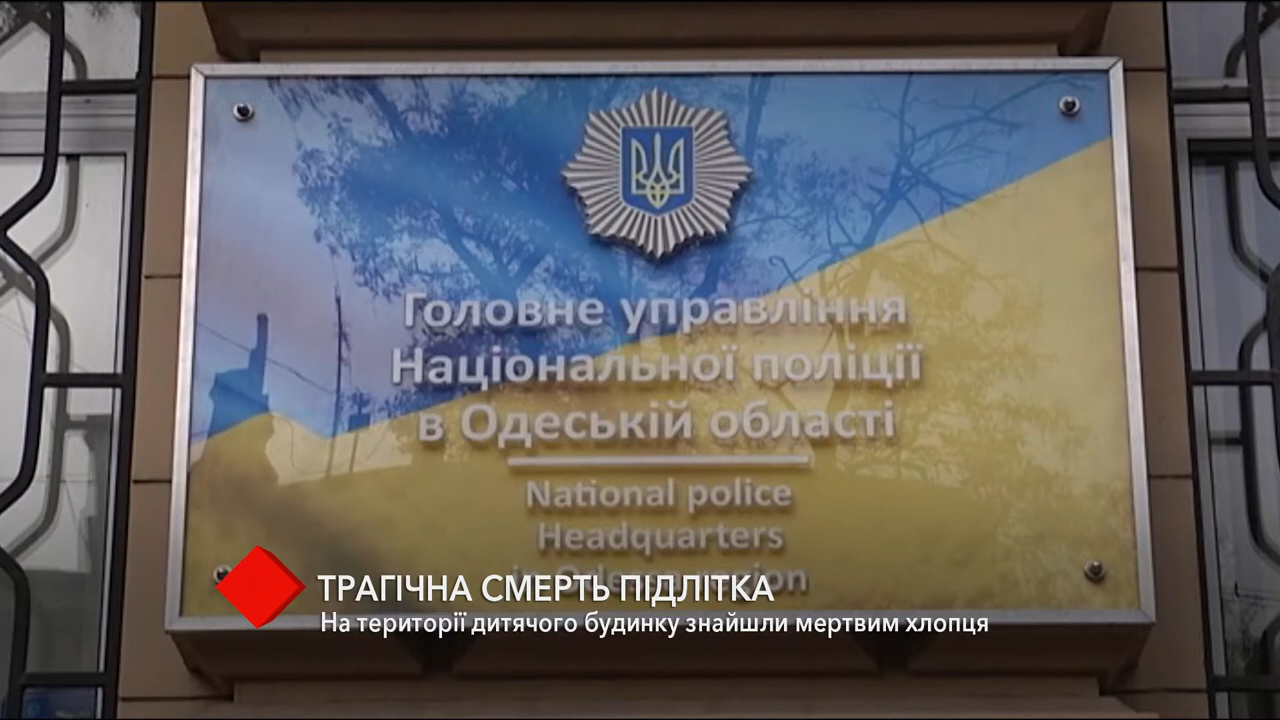 Головне управління
Національної поліції
в Одеській області
National police
Headquarters
ТРАГІЧНА СМЕРТЬ ПІДЛІТКА
На території дитячого будинку знайшли мертвим хлопця